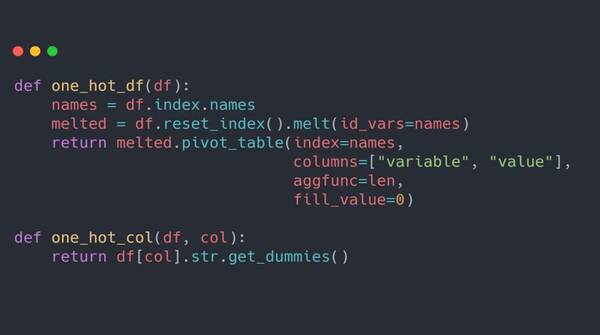 def one_hot_df(df):
    names = df.index.names
    melted = df.reset_index().melt(id_vars=names)
    return melted.pivot_table(index=names,
                              columns=["variable", "value"],
                              aggfunc=len,
                              fill_value=0)

def one_hot_col(df, col):
    return df[col].str.get_dummies()